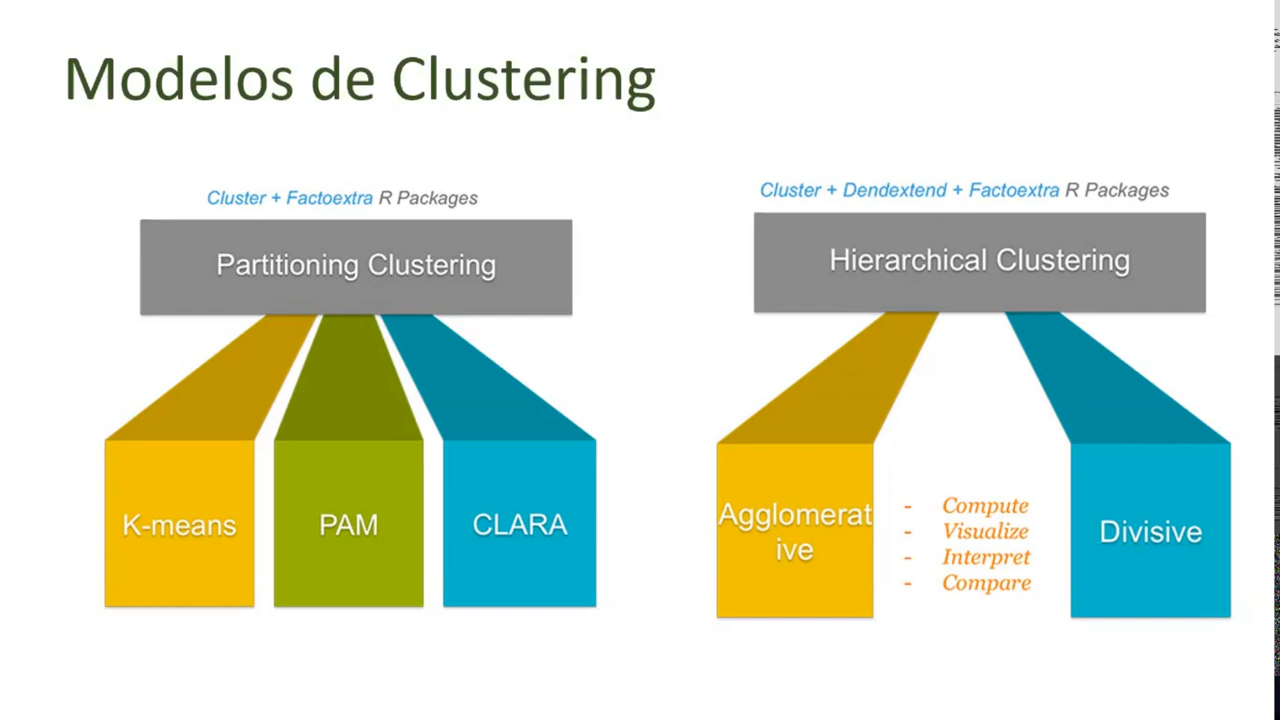 Modelos de Clustering
Cluster + Factoextra R Packages
Partitioning Clustering
K-means
PAM
CLARA
Cluster + Dendextend + Factoextra R Packages
Hierarchical Clustering
Agglomerat
ive
- Compute
- Visualize
- Interpret
- Compare
Divisive